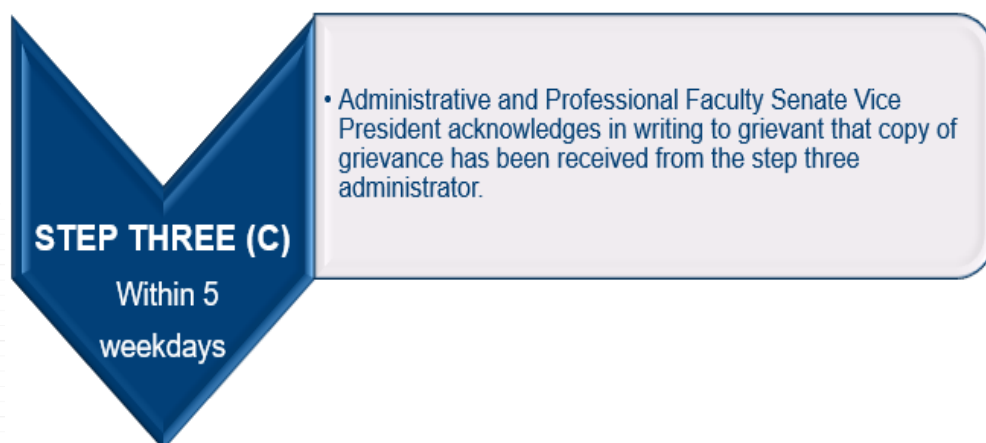 STEP THREE (C)
Within 5
weekdays
• Administrative and Professional Faculty Senate Vice
President acknowledges in writing to grievant that copy of
grievance has been received from the step three
administrator.